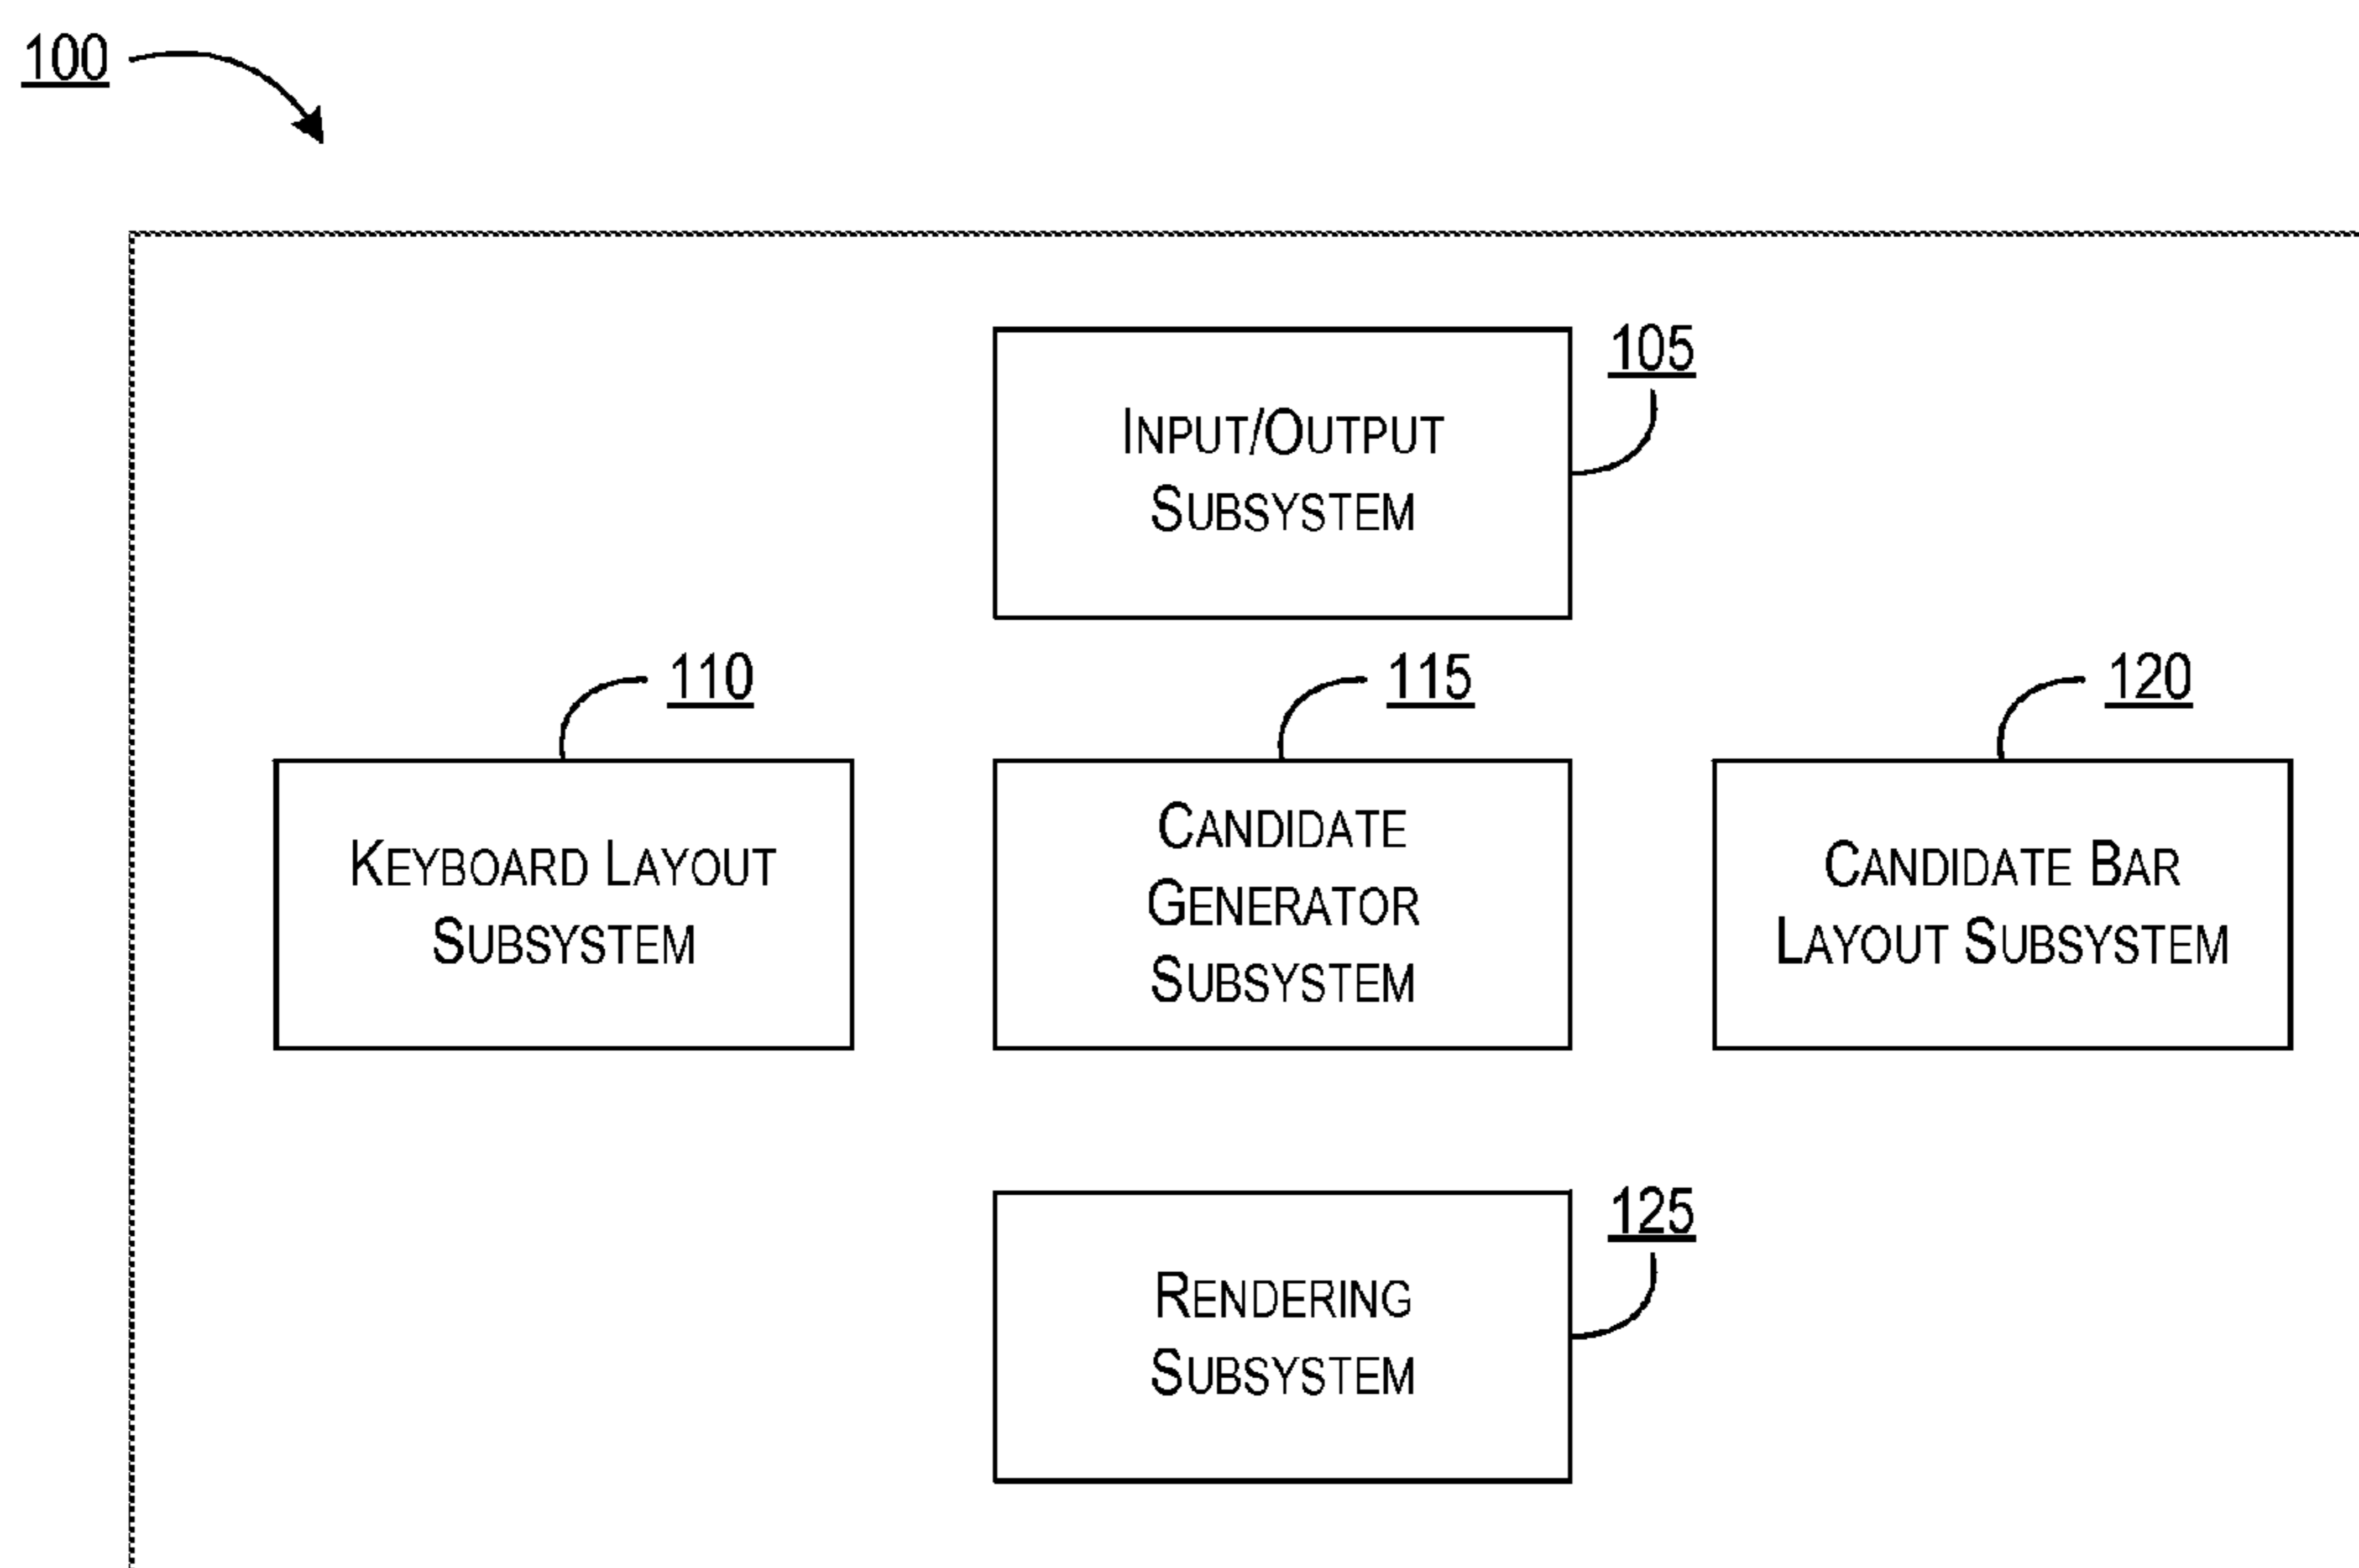 100
105
INPUT/OUTPUT
SUBSYSTEM
110
115
120
KEYBOARD LAYOUT
SUBSYSTEM
CANDIDATE
GENERATOR
SUBSYSTEM
CANDIDATE BAR
LAYOUT SUBSYSTEM
125
RENDERING
SUBSYSTEM